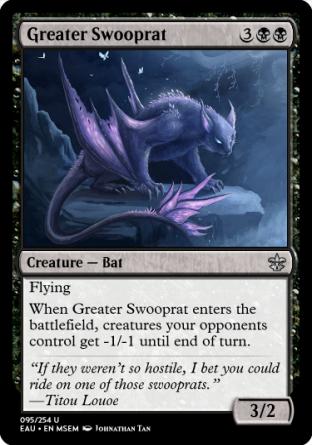 Greater Swooprat 3
Creature — Bat
Flying
When Greater Swooprat enters the
battlefield, creatures your opponents
control get -1/-1 until end of turn.
"If they weren't so hostile, I bet you could
ride on one of those swooprats."
—Titou Louoe
3/2
095/254 U
EAU • EN MSEM Johnathan Tan